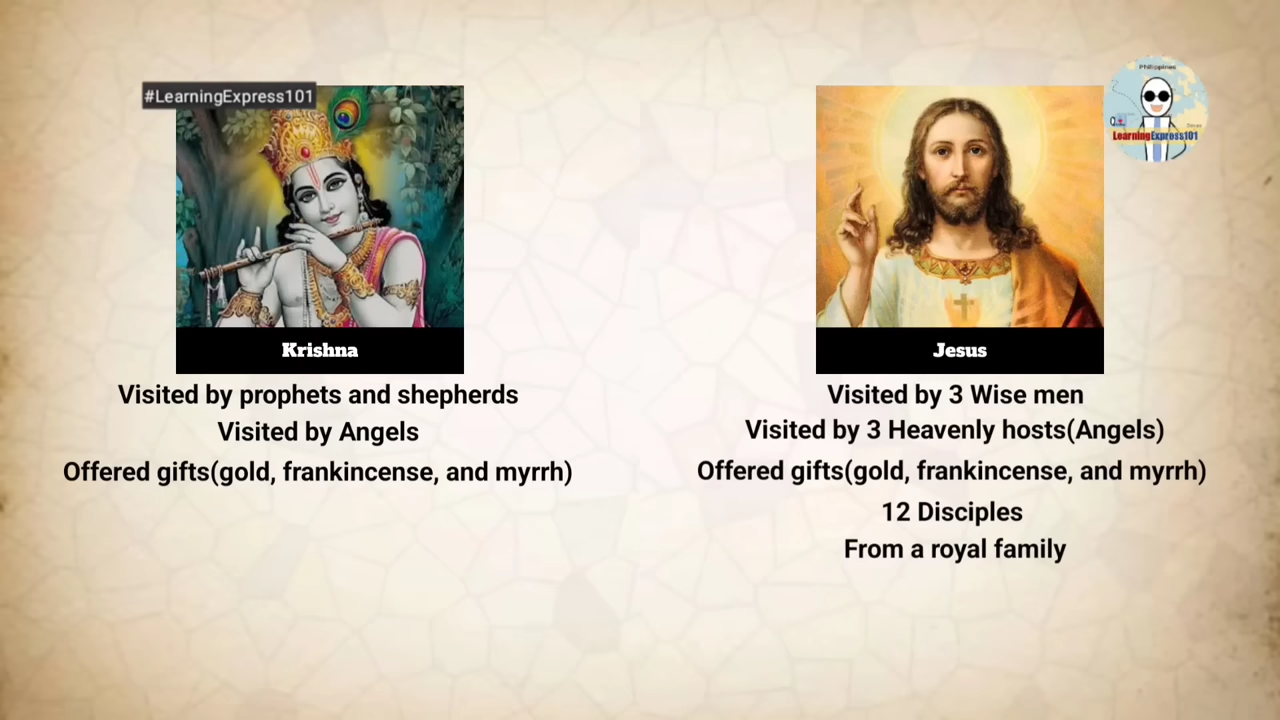 #LearningExpress101
Philippines
LearningExpress101
Krishna
Visited by prophets and shepherds
Visited by Angels
Offered gifts(gold, frankincense, and myrrh)
Jesus
Visited by 3 Wise men
Visited by 3 Heavenly hosts(Angels)
Offered gifts(gold, frankincense, and myrrh)
12 Disciples
From a royal family